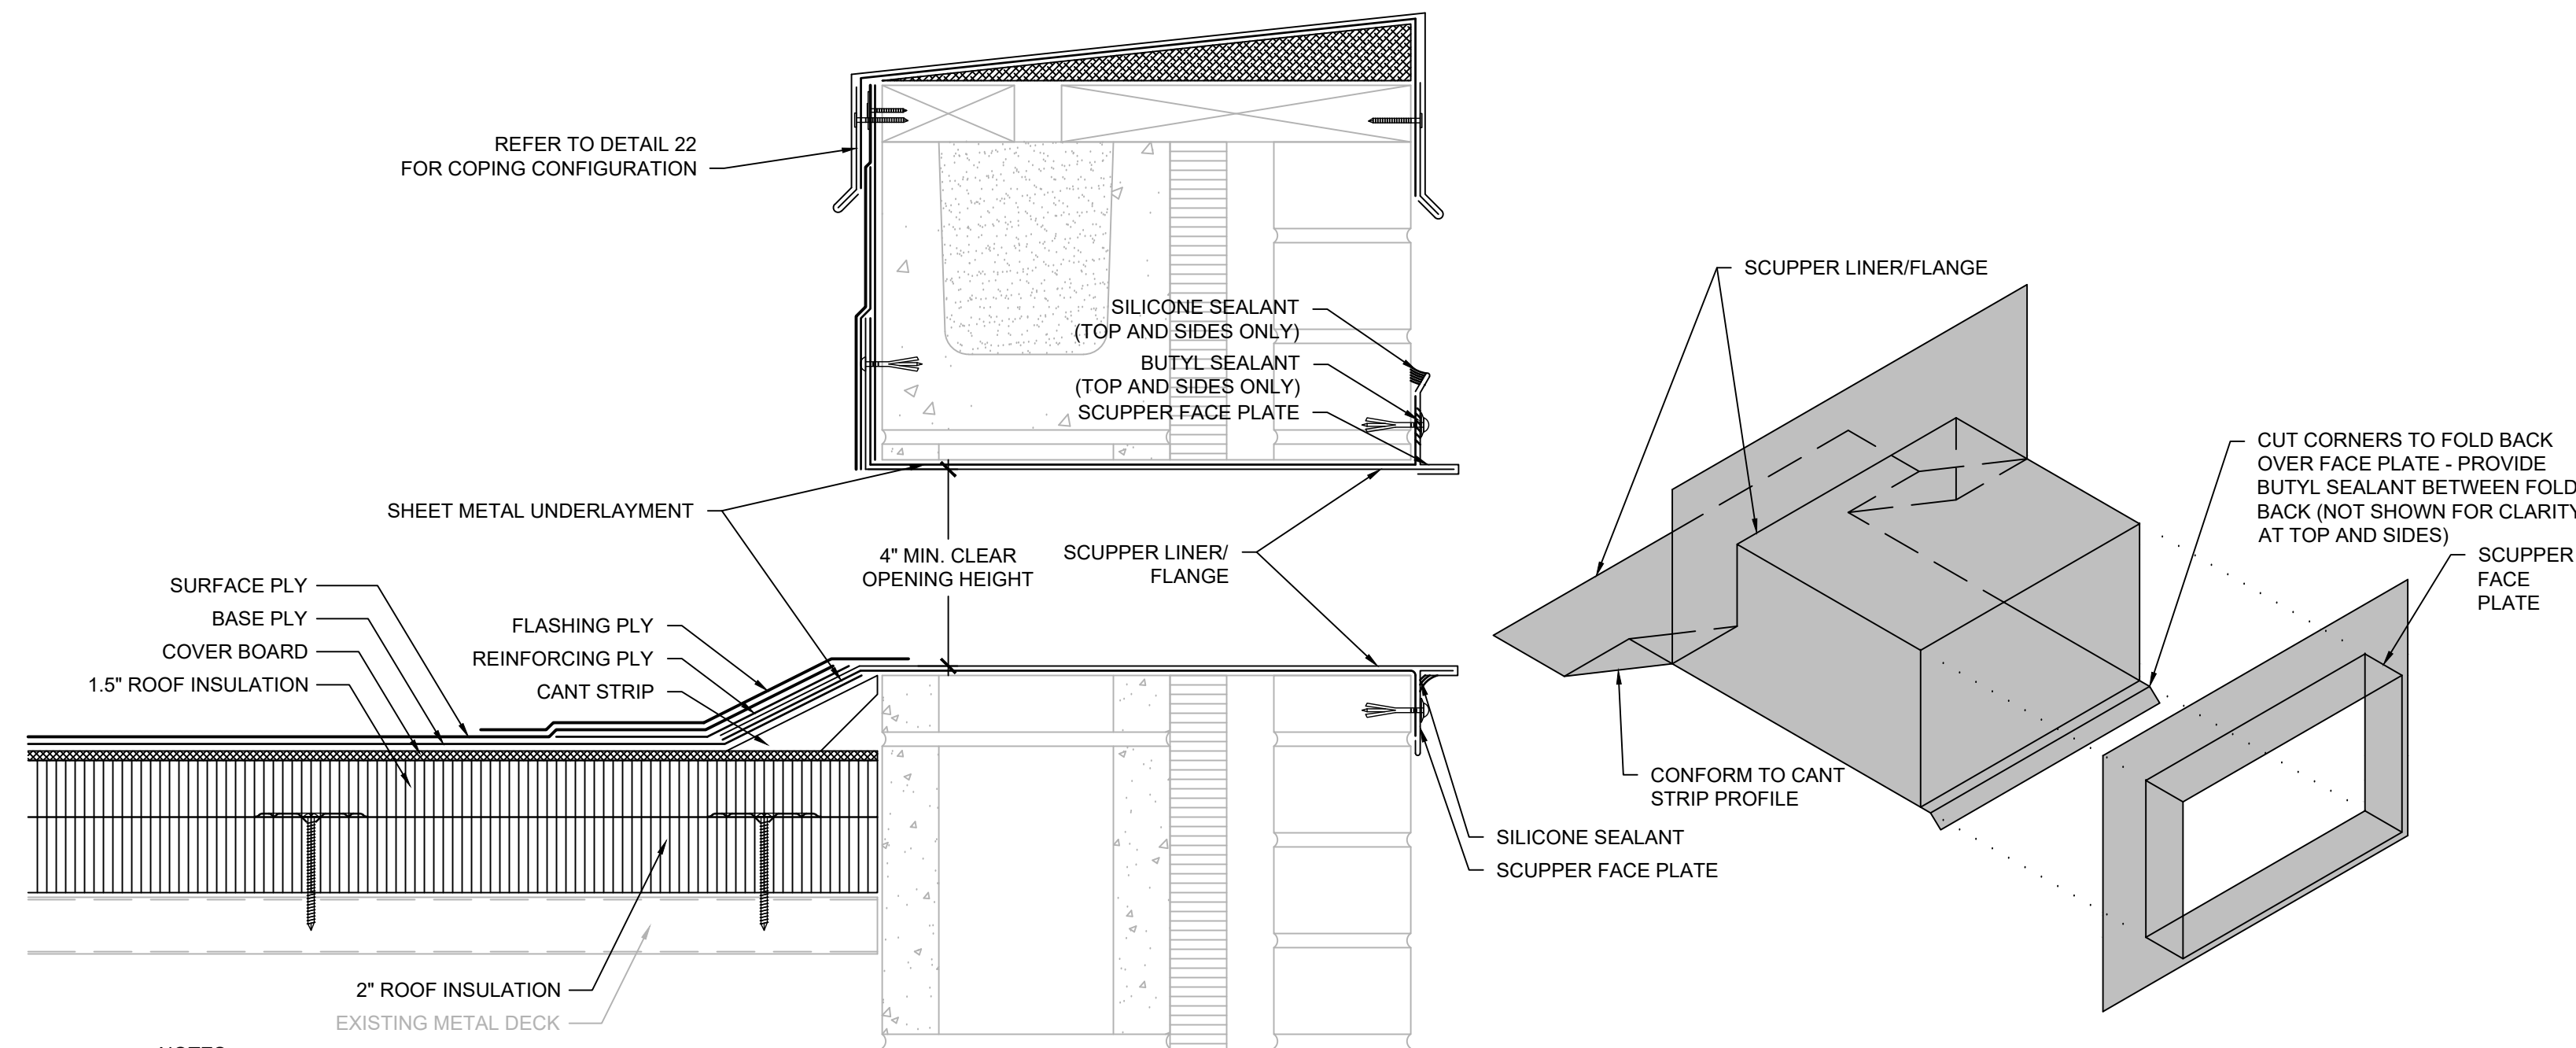 REFER TO DETAIL 22
FOR COPING CONFIGURATION
SILICONE SEALANT
(TOP AND SIDES ONLY)
BUTYL SEALANT
(TOP AND SIDES ONLY)
SCUPPER FACE PLATE
SHEET METAL UNDERLAYMENT
4" MIN. CLEAR
OPENING HEIGHT
SCUPPER LINER/
FLANGE
SURFACE PLY
BASE PLY
COVER BOARD
1.5" ROOF INSULATION
FLASHING PLY
REINFORCING PLY
CANT STRIP
2" ROOF INSULATION
EXISTING METAL DECK
SILICONE SEALANT
SCUPPER FACE PLATE
SCUPPER LINER/FLANGE
CUT CORNERS TO FOLD BACK
OVER FACE PLATE - PROVIDE
BUTYL SEALANT BETWEEN FOLD
BACK (NOT SHOWN FOR CLARITY
AT TOP AND SIDES)
SCUPPER
FACE
PLATE
CONFORM TO CANT
STRIP PROFILE